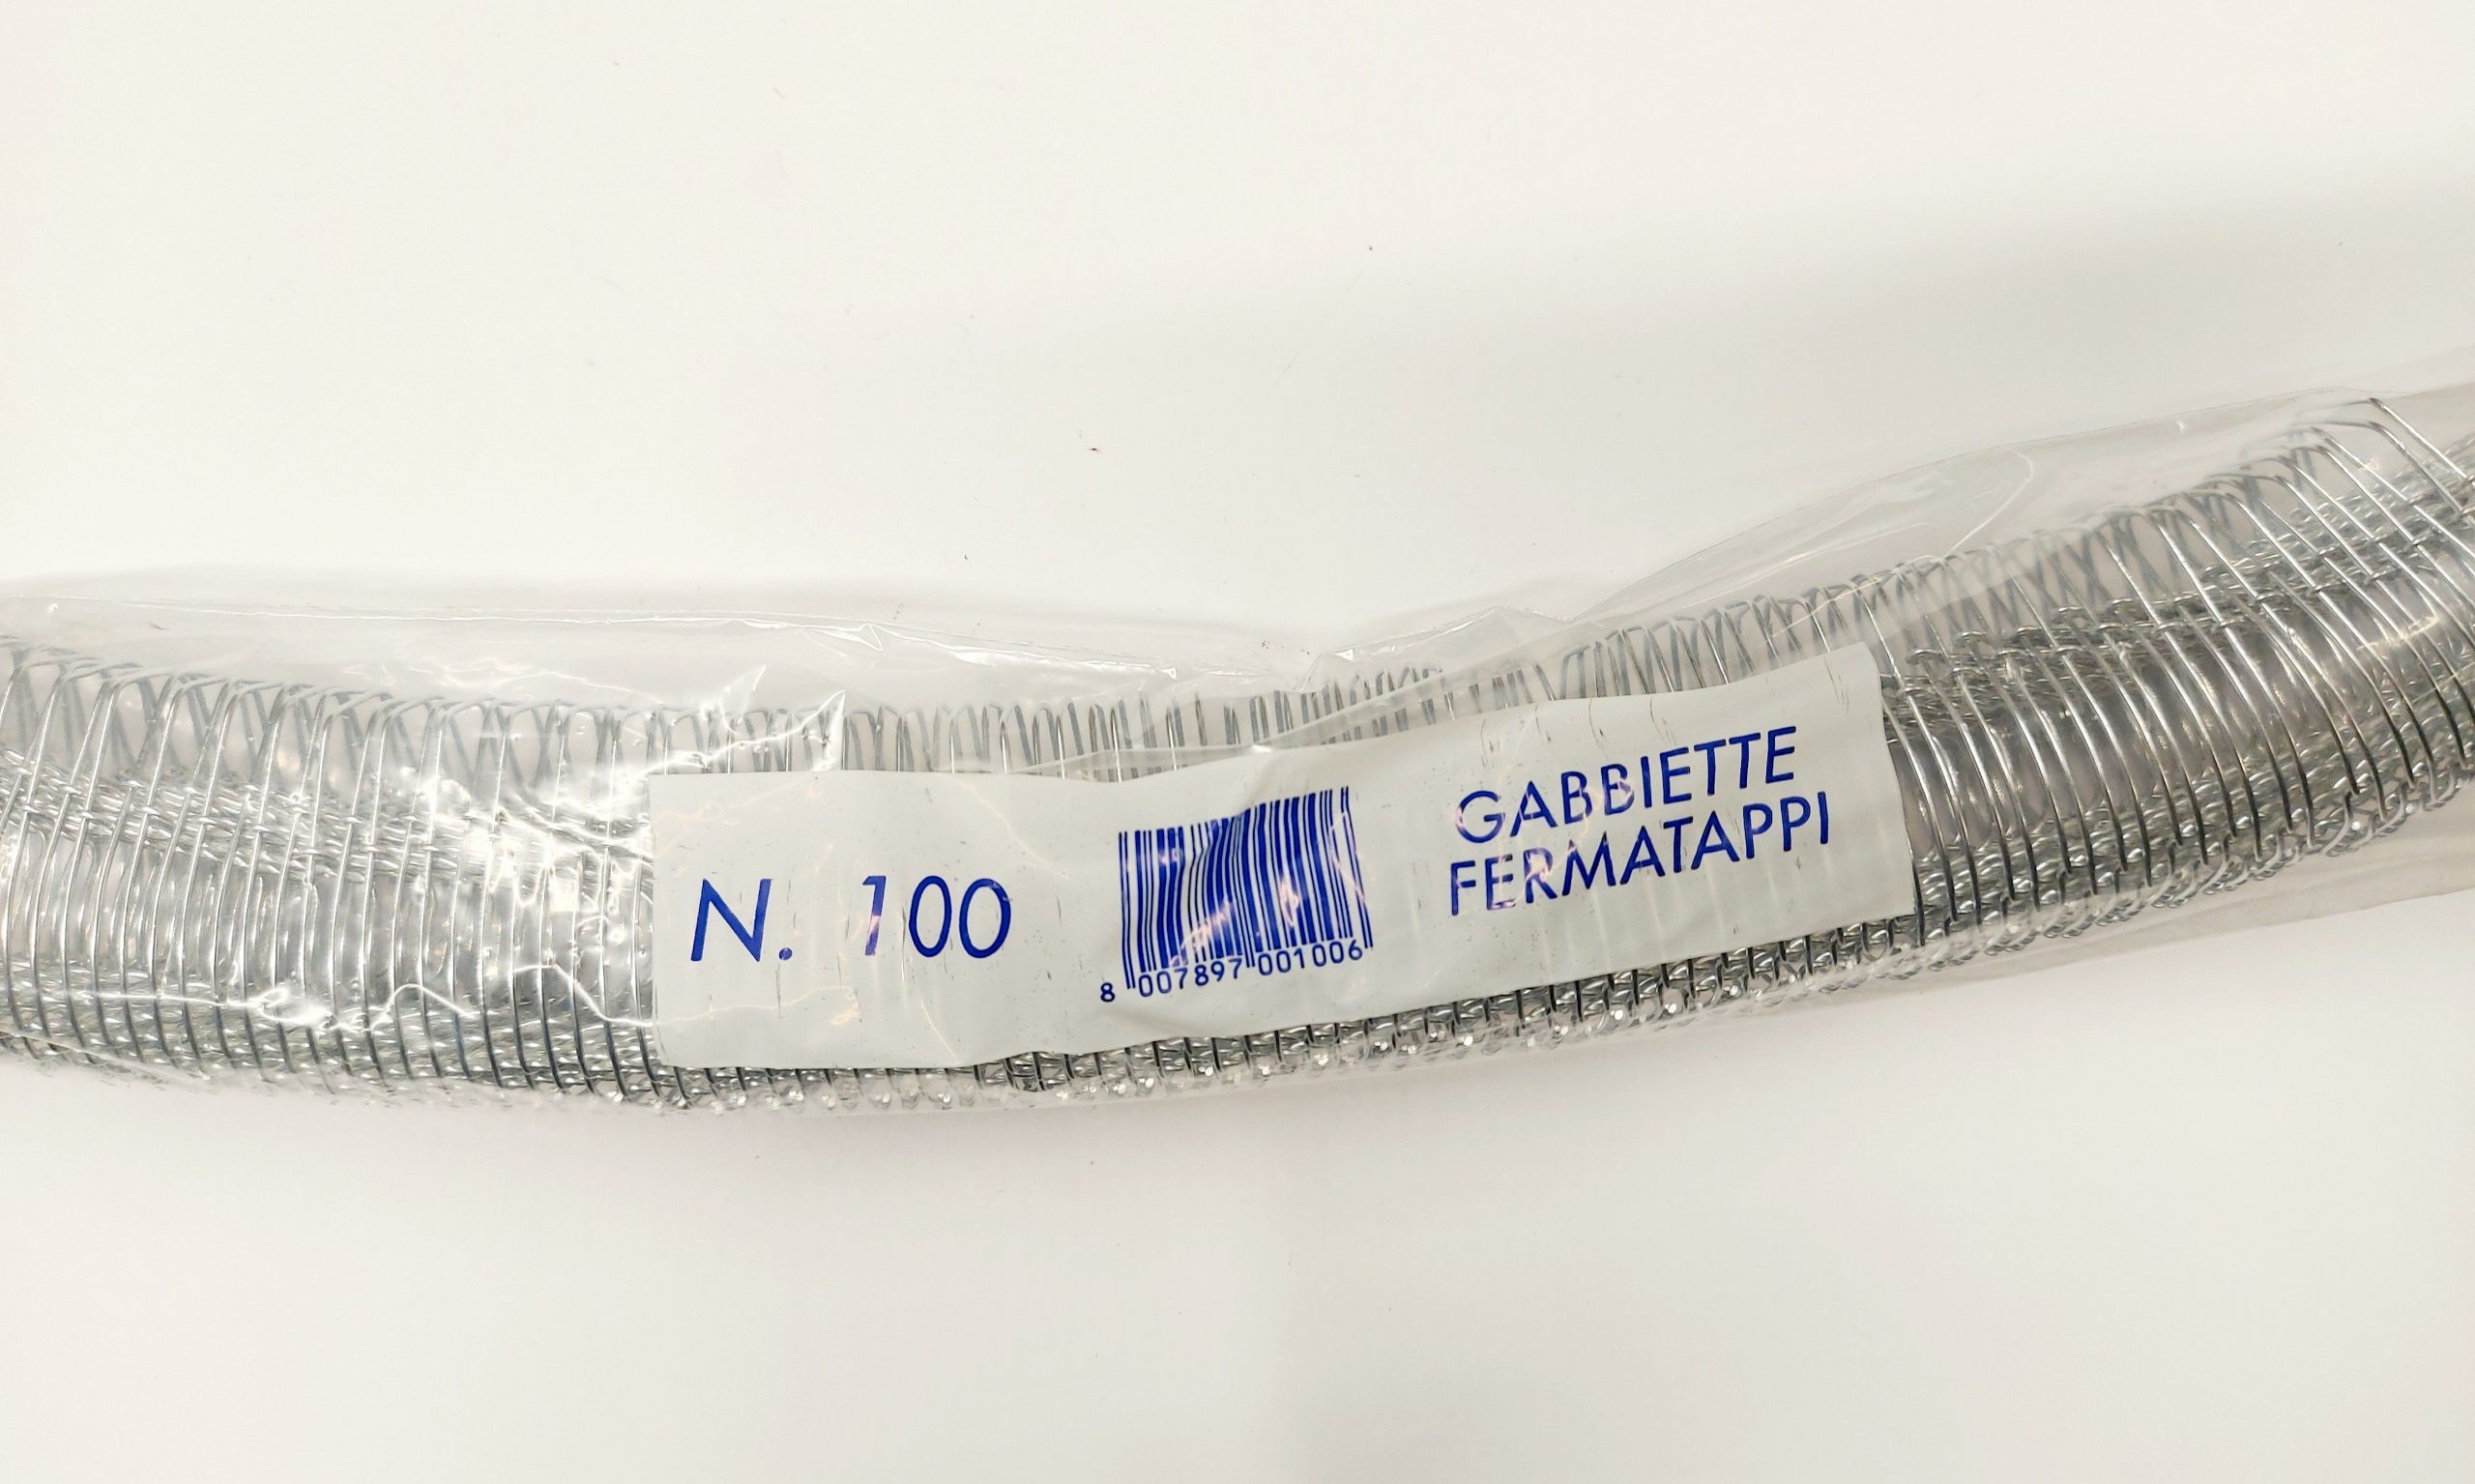 N. 100
8 007897 001006
GABBIETTE
FERMATAPPI